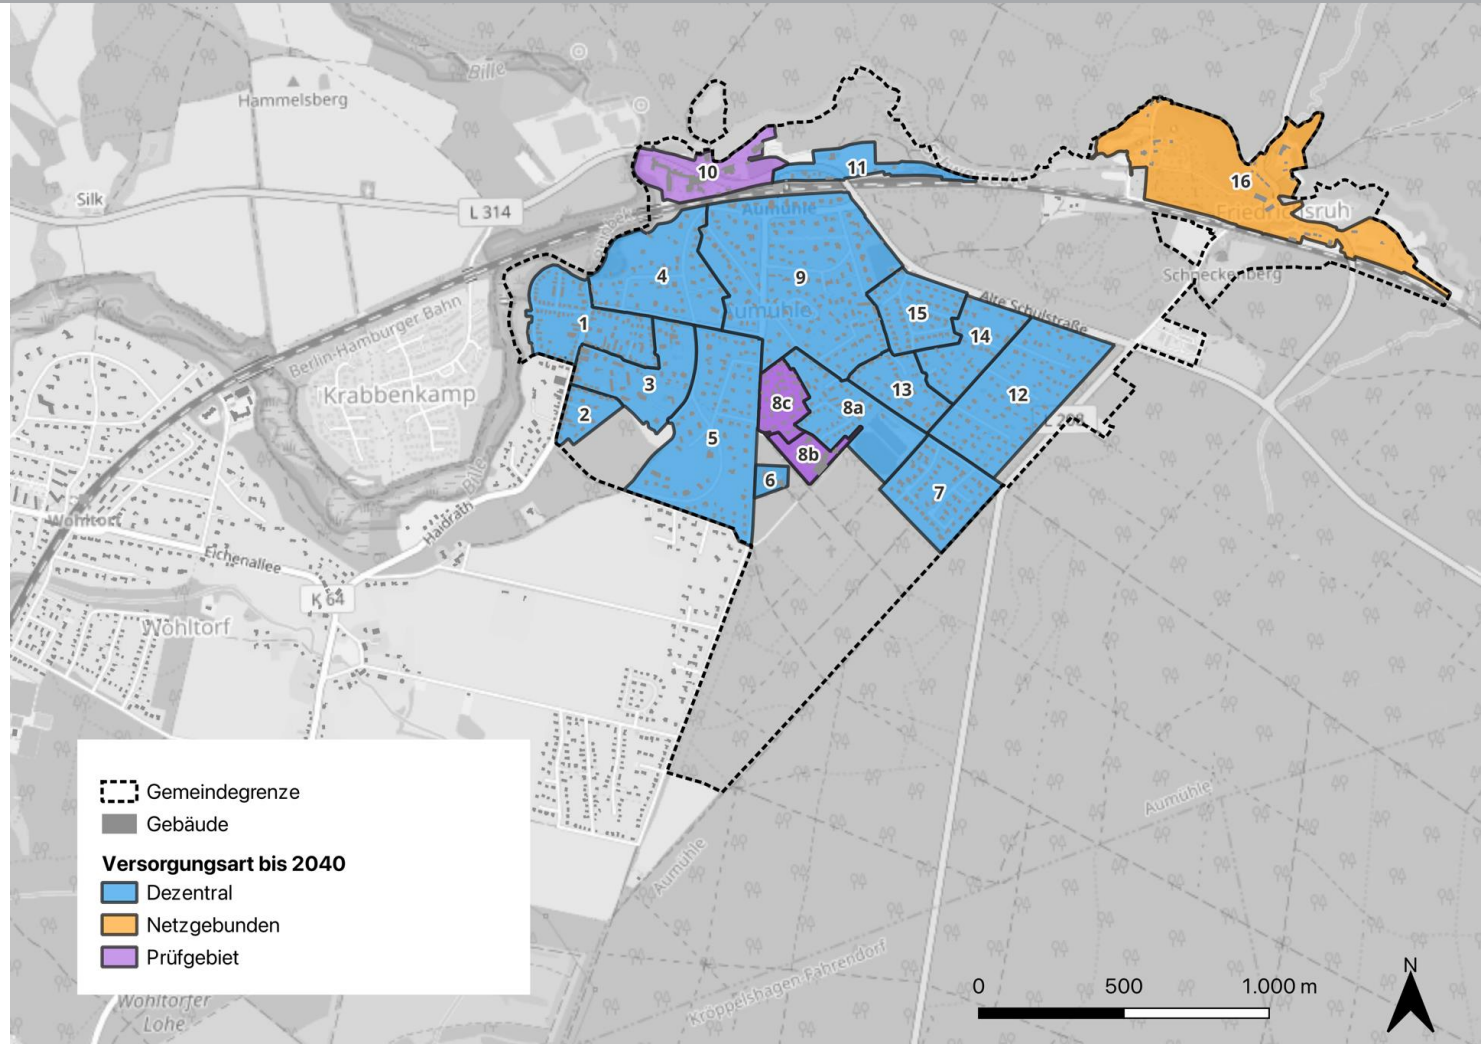 Bille
Hammelsberg
Silk
L 314
10
11
16
Friedrichsruh
Aumühle
Schneckenberg
4
9
15
Alte Schulstraße
14
1
Aumühle
Berlin-Hamburger Bahn
Krabbenkamp
3
2
8c
8a
13
12
5
8b
6
7
Bille
Haidrath
Wohltorf
Eichenallee
K 64
Wohltorf
Aumühle
Aumühle
Kröppelshagen-Fahrendorf
Wohltorfer
Lohe
Gemeindegrenze
Gebäude
Versorgungsart bis 2040
Dezentral
Netzgebunden
Prüfgebiet
0 500 1.000 m
N